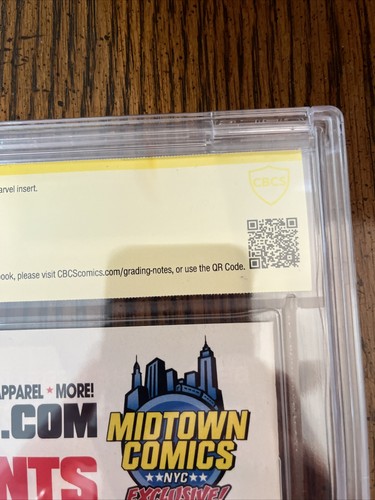 CBCS
arvel insert.
ook, please visit CBCScomics.com/grading-notes, or use the QR Code.
APPAREL ★ MORE!
.COM
NTS
MIDTOWN
COMICS
★★NYC★★
EXCLUSIVE!